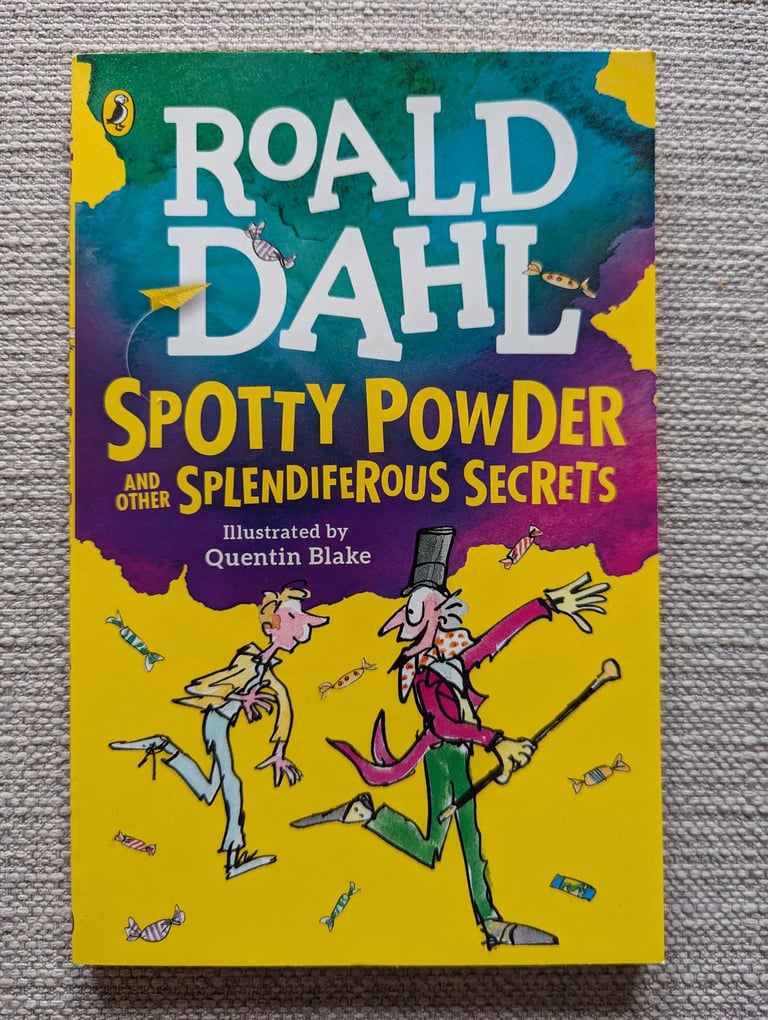 ROALD
DAHL
SPOTTY POWDER
AND OTHER SPLENDIFEROUS SECRETS
Illustrated by
Quentin Blake